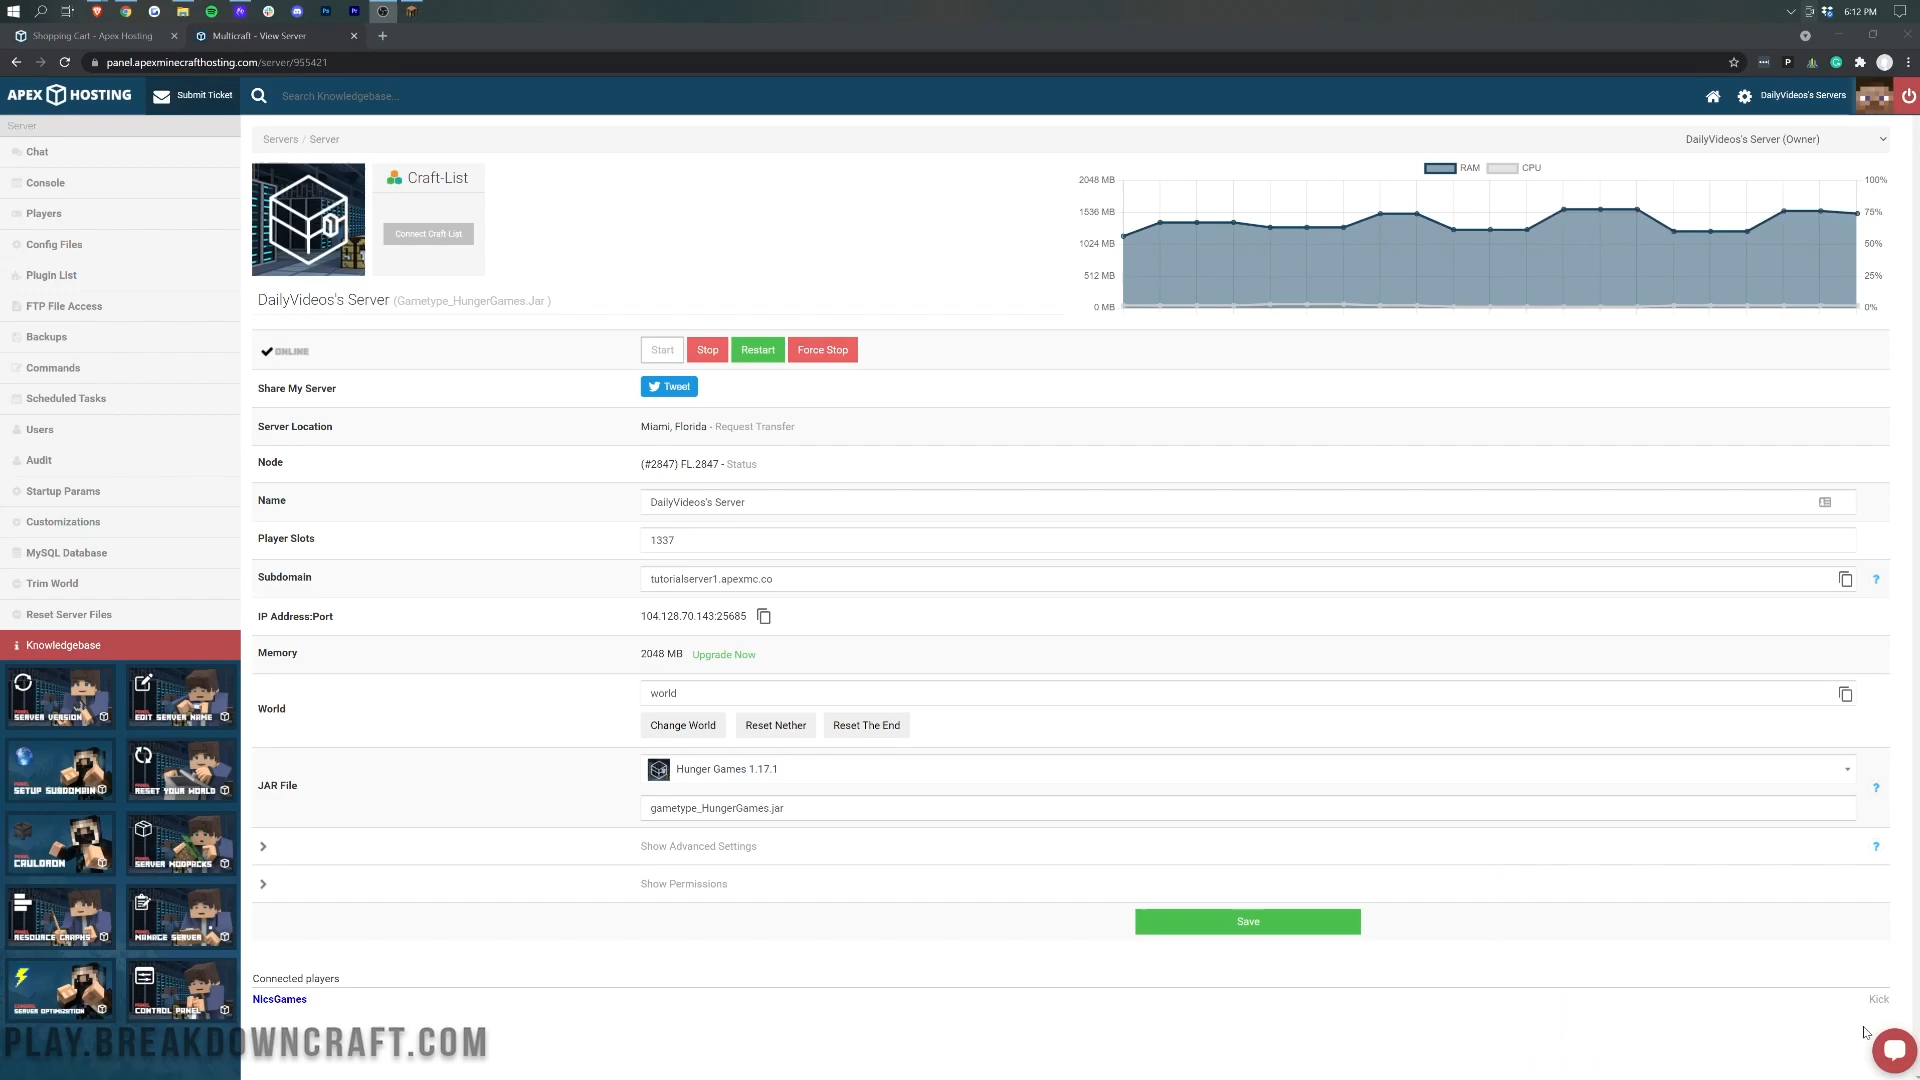 6:12 PM
Shopping Cart - Apex Hosting
Multicraft - View Server
panel.apexminecrafthosting.com/server/955421
APEX HOSTING
Submit Ticket
Search Knowledgebase...
DailyVideos's Servers
Server
Chat
Console
Players
Config Files
Plugin List
FTP File Access
Backups
Commands
Scheduled Tasks
Users
Audit
Startup Params
Customizations
MySQL Database
Trim World
Reset Server Files
Knowledgebase
SERVER VERSION
EDIT SERVER NAME
SETUP SUBDOMAIN
RESET YOUR WORLD
CAULDRON
SERVER MODPACKS
RESOURCE GRAPHS
MANAGE SERVER
SERVER OPTIMIZATION
CONTROL PANEL
Servers / Server
DailyVideos's Server (Owner)
Craft-List
Connect Craft List
RAM
CPU
2048 MB
100%
1536 MB
75%
1024 MB
50%
512 MB
25%
0 MB
0%
DailyVideos's Server (Gametype_HungerGames.Jar )
ONLINE
Start
Stop
Restart
Force Stop
Share My Server
Tweet
Server Location
Miami, Florida - Request Transfer
Node
(#2847) FL.2847 - Status
Name
DailyVideos's Server
Player Slots
1337
Subdomain
tutorialserver1.apexmc.co
?
IP Address:Port
104.128.70.143:25685
Memory
2048 MB
Upgrade Now
World
world
Change World
Reset Nether
Reset The End
JAR File
Hunger Games 1.17.1
gametype_HungerGames.jar
?
Show Advanced Settings
?
Show Permissions
Save
Connected players
NicsGames
Kick
PLAY.BREAKDOWNCRAFT.COM